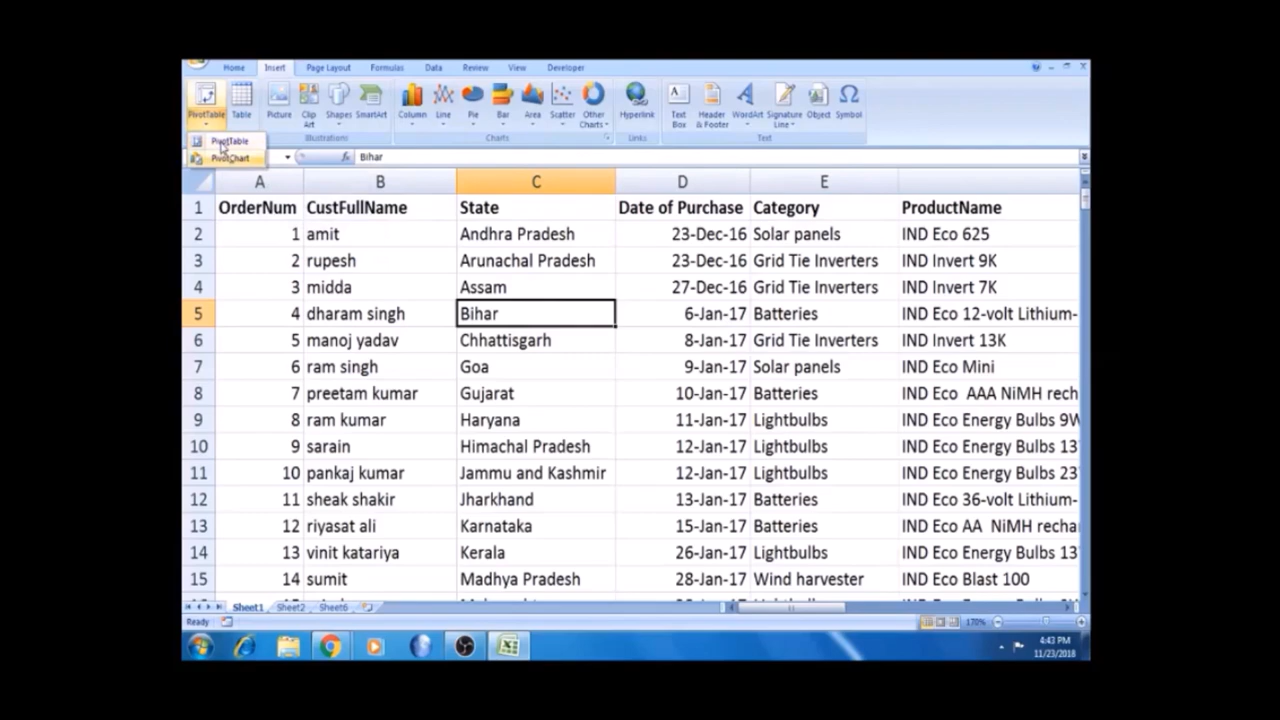 Home Insert Page Layout Formulas Data Review View Developer
PivotTable Table Picture Clip Art Shapes SmartArt Column Line Pie Bar Area Scatter Other Charts Hyperlink Text Box Header & Footer WordArt Signature Line Object Symbol
Illustrations Charts Links Text
PivotTable
PivotChart
fx Bihar
A B C D E
1 OrderNum CustFullName State Date of Purchase Category ProductName
2 1 amit Andhra Pradesh 23-Dec-16 Solar panels IND Eco 625
3 2 rupesh Arunachal Pradesh 23-Dec-16 Grid Tie Inverters IND Invert 9K
4 3 midda Assam 27-Dec-16 Grid Tie Inverters IND Invert 7K
5 4 dharam singh Bihar 6-Jan-17 Batteries IND Eco 12-volt Lithium-
6 5 manoj yadav Chhattisgarh 8-Jan-17 Grid Tie Inverters IND Invert 13K
7 6 ram singh Goa 9-Jan-17 Solar panels IND Eco Mini
8 7 preetam kumar Gujarat 10-Jan-17 Batteries IND Eco AAA NiMH rech
9 8 ram kumar Haryana 11-Jan-17 Lightbulbs IND Eco Energy Bulbs 9W
10 9 sarain Himachal Pradesh 12-Jan-17 Lightbulbs IND Eco Energy Bulbs 13
11 10 pankaj kumar Jammu and Kashmir 12-Jan-17 Lightbulbs IND Eco Energy Bulbs 23
12 11 sheak shakir Jharkhand 13-Jan-17 Batteries IND Eco 36-volt Lithium-
13 12 riyasat ali Karnataka 15-Jan-17 Batteries IND Eco AA NiMH recha
14 13 vinit katariya Kerala 26-Jan-17 Lightbulbs IND Eco Energy Bulbs 13
15 14 sumit Madhya Pradesh 28-Jan-17 Wind harvester IND Eco Blast 100
Sheet1 Sheet2 Sheet6
Ready 170%
4:43 PM
11/23/2018